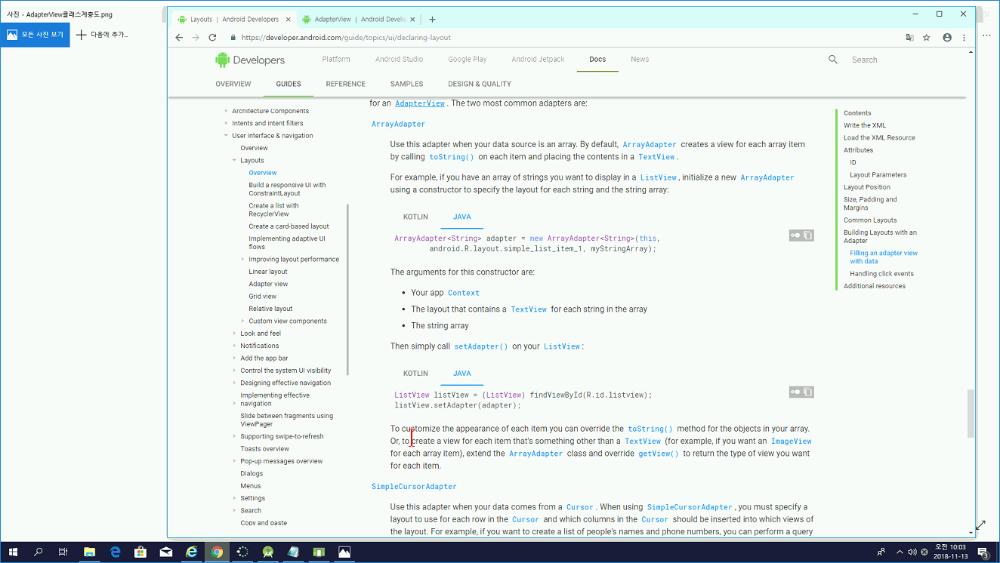 사진 - AdapterView클래스계층도.png
모든 사진 보기
다음에 추가...
Layouts | Android Developers
AdapterView | Android Develo
https://developer.android.com/guide/topics/ui/declaring-layout
Developers
Platform
Android Studio
Google Play
Android Jetpack
Docs
News
Search
OVERVIEW
GUIDES
REFERENCE
SAMPLES
DESIGN & QUALITY
Architecture Components
Intents and intent filters
User interface & navigation
Overview
Layouts
Overview
Build a responsive UI with
ConstraintLayout
Create a list with
RecyclerView
Create a card-based layout
Implementing adaptive UI
flows
Improving layout performance
Linear layout
Adapter view
Grid view
Relative layout
Custom view components
Look and feel
Notifications
Add the app bar
Control the system UI visibility
Designing effective navigation
Implementing effective
navigation
Slide between fragments using
ViewPager
Supporting swipe-to-refresh
Toasts overview
Pop-up messages overview
Dialogs
Menus
Settings
Search
Copy and paste
for an AdapterView. The two most common adapters are:
ArrayAdapter
Use this adapter when your data source is an array. By default, ArrayAdapter creates a view for each array item
by calling toString() on each item and placing the contents in a TextView.
For example, if you have an array of strings you want to display in a ListView, initialize a new ArrayAdapter
using a constructor to specify the layout for each string and the string array:
KOTLIN JAVA
ArrayAdapter<String> adapter = new ArrayAdapter<String>(this,
android.R.layout.simple_list_item_1, myStringArray);
The arguments for this constructor are:
• Your app Context
• The layout that contains a TextView for each string in the array
• The string array
Then simply call setAdapter() on your ListView:
KOTLIN JAVA
ListView listView = (ListView) findViewById(R.id.listview);
listView.setAdapter(adapter);
To customize the appearance of each item you can override the toString() method for the objects in your array.
Or, to create a view for each item that's something other than a TextView (for example, if you want an ImageView
for each array item), extend the ArrayAdapter class and override getView() to return the type of view you want
for each item.
SimpleCursorAdapter
Use this adapter when your data comes from a Cursor. When using SimpleCursorAdapter, you must specify a
layout to use for each row in the Cursor and which columns in the Cursor should be inserted into which views of
the layout. For example, if you want to create a list of people's names and phone numbers, you can perform a query
Contents
Write the XML
Load the XML Resource
Attributes
ID
Layout Parameters
Layout Position
Size, Padding and
Margins
Common Layouts
Building Layouts with an
Adapter
Filling an adapter view
with data
Handling click events
Additional resources
오전 10:03
2018-11-13
3